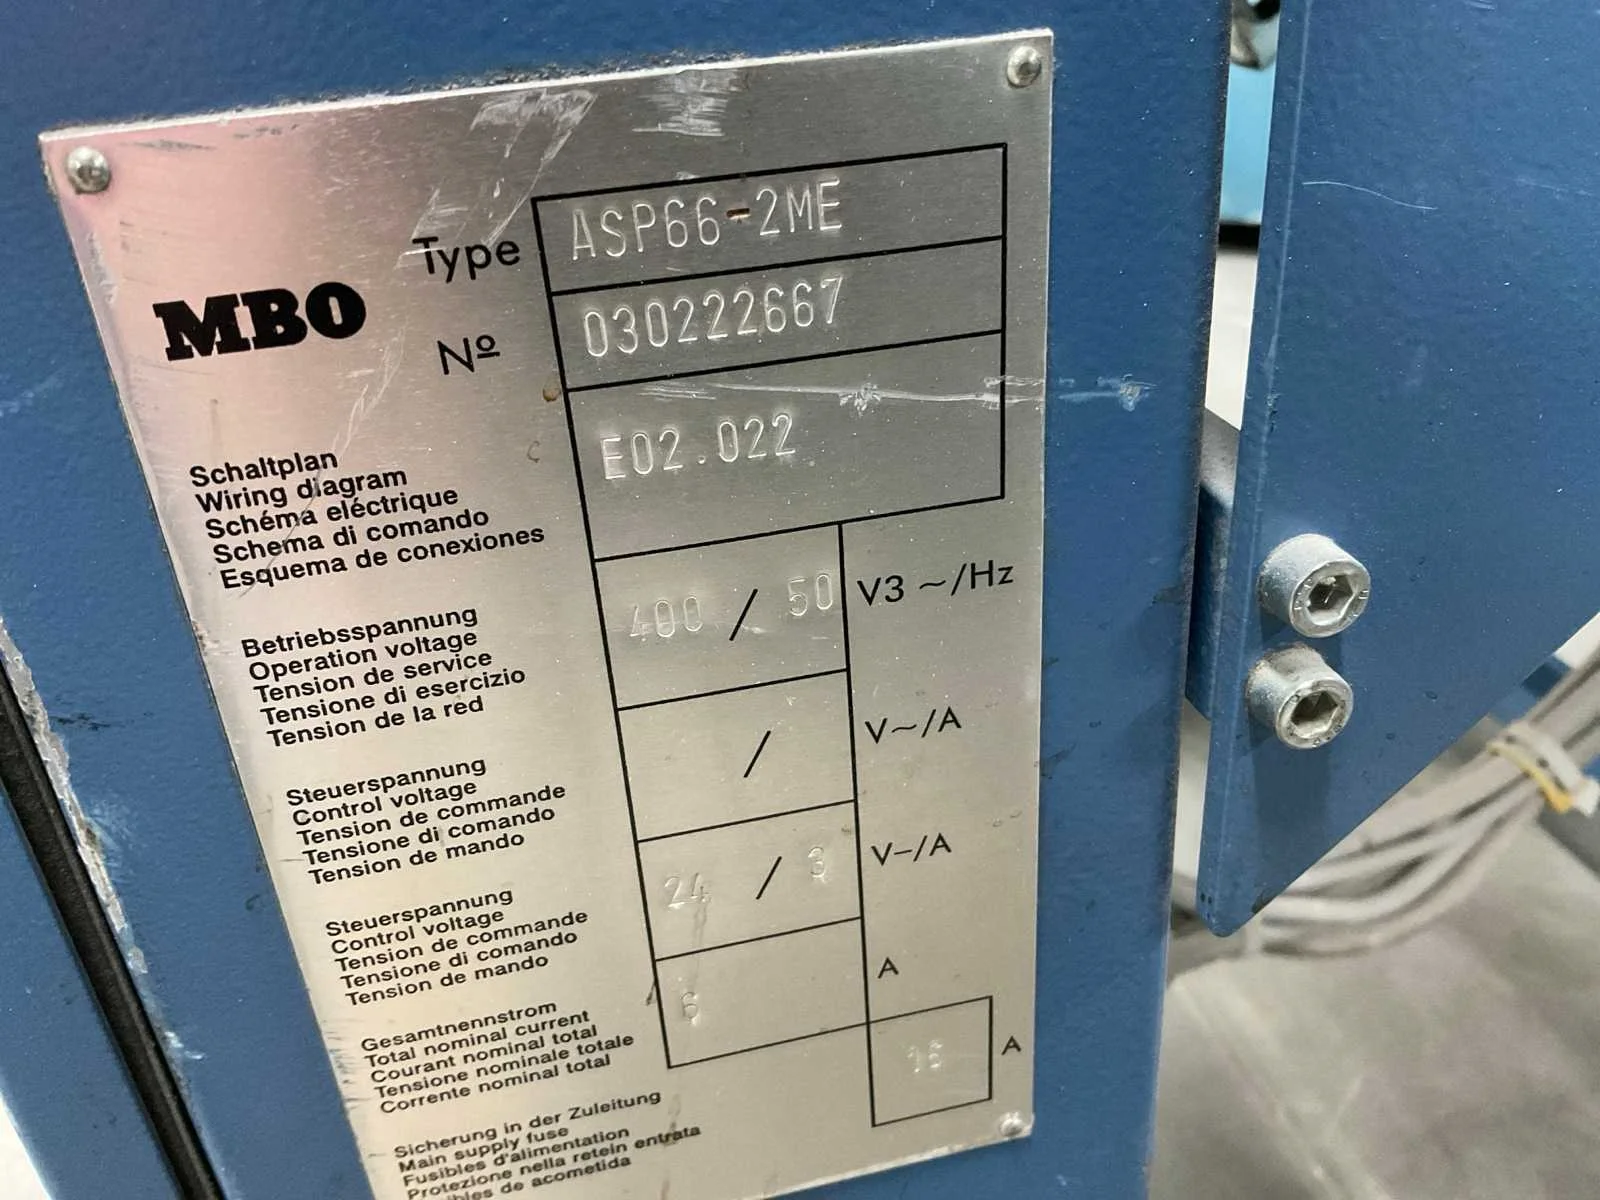 Type ASP66-2ME
MBO
Nº 030222667
E02.022
Schaltplan
Wiring diagram
Schéma eléctrique
Schema di comando
Esquema de conexiones
400 / 50 V3 ~/Hz
Betriebsspannung
Operation voltage
Tension de service
Tensione di esercizio
Tension de la red
/ V~/A
Steuerspannung
Control voltage
Tension de commande
Tensione di comando
Tension de mando
24 / 3 V–/A
Steuerspannung
Control voltage
Tension de commande
Tensione di comando
Tension de mando
6 A
Gesamtnennstrom
Total nominal current
Courant nominal total
Tensione nominale totale
Corrente nominal total
16 A
Sicherung in der Zuleitung
Main supply fuse
Fusibles d'alimentation
Protezione nella retein entrata
de acometida